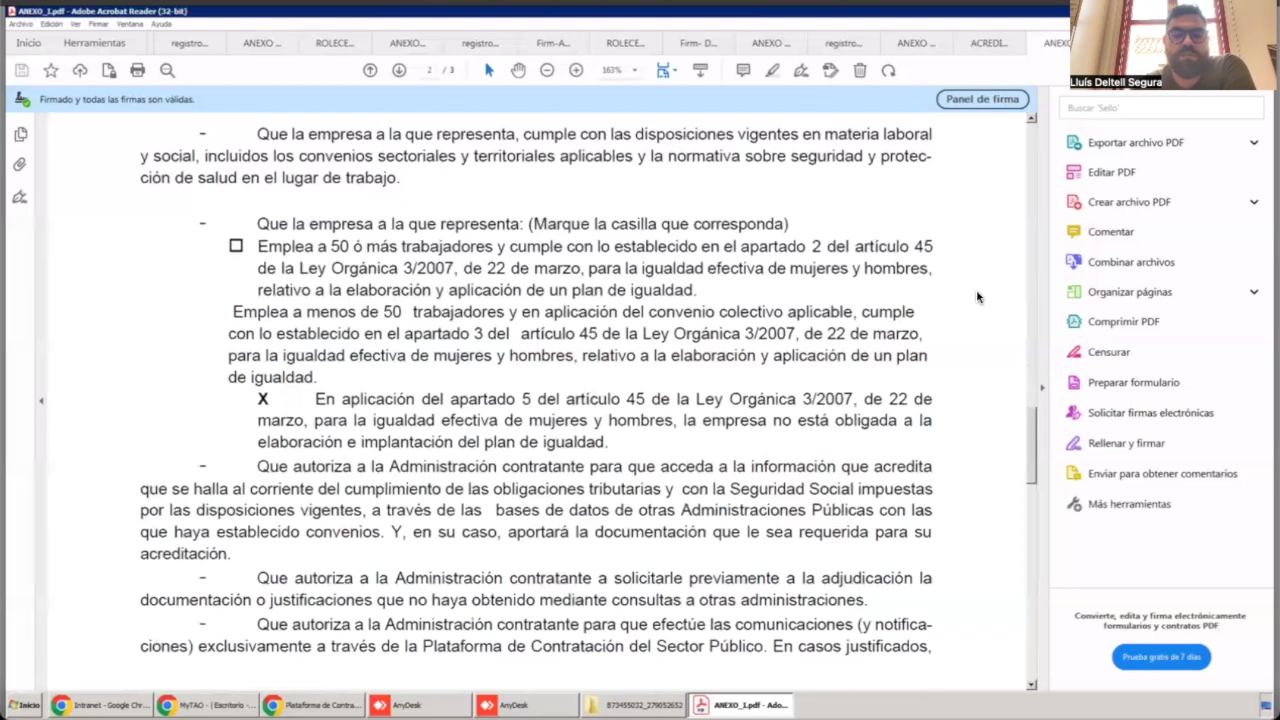 ANEXO_I.pdf - Adobe Acrobat Reader (32-bit)
Archivo Edición Ver Firmar Ventana Ayuda
Inicio Herramientas registro... ANEXO ... ROLECE... ANEXO... registro... Firm-A... ROLECE... Firm- D... ANEXO ... registro... ANEXO ... ACREDI... ANEXO
2 / 3 163%
Lluís Deltell Segura
Firmado y todas las firmas son válidas.
Panel de firma
Buscar 'Sello'
- Que la empresa a la que representa, cumple con las disposiciones vigentes en materia laboral
y social, incluidos los convenios sectoriales y territoriales aplicables y la normativa sobre seguridad y protec-
ción de salud en el lugar de trabajo.
- Que la empresa a la que representa: (Marque la casilla que corresponda)
Emplea a 50 ó más trabajadores y cumple con lo establecido en el apartado 2 del artículo 45
de la Ley Orgánica 3/2007, de 22 de marzo, para la igualdad efectiva de mujeres y hombres,
relativo a la elaboración y aplicación de un plan de igualdad.
Emplea a menos de 50 trabajadores y en aplicación del convenio colectivo aplicable, cumple
con lo establecido en el apartado 3 del artículo 45 de la Ley Orgánica 3/2007, de 22 de marzo,
para la igualdad efectiva de mujeres y hombres, relativo a la elaboración y aplicación de un plan
de igualdad.
X En aplicación del apartado 5 del artículo 45 de la Ley Orgánica 3/2007, de 22 de
marzo, para la igualdad efectiva de mujeres y hombres, la empresa no está obligada a la
elaboración e implantación del plan de igualdad.
- Que autoriza a la Administración contratante para que acceda a la información que acredita
que se halla al corriente del cumplimiento de las obligaciones tributarias y con la Seguridad Social impuestas
por las disposiciones vigentes, a través de las bases de datos de otras Administraciones Públicas con las
que haya establecido convenios. Y, en su caso, aportará la documentación que le sea requerida para su
acreditación.
- Que autoriza a la Administración contratante a solicitarle previamente a la adjudicación la
documentación o justificaciones que no haya obtenido mediante consultas a otras administraciones.
- Que autoriza a la Administración contratante para que efectúe las comunicaciones (y notifica-
ciones) exclusivamente a través de la Plataforma de Contratación del Sector Público. En casos justificados,
Exportar archivo PDF
Editar PDF
Crear archivo PDF
Comentar
Combinar archivos
Organizar páginas
Comprimir PDF
Censurar
Preparar formulario
Solicitar firmas electrónicas
Rellenar y firmar
Enviar para obtener comentarios
Más herramientas
Convierte, edita y firma electrónicamente
formularios y contratos PDF
Prueba gratis de 7 días
Inicio Intranet - Google Chr... MyTAO - (Escritorio -... Plataforma de Contra... AnyDesk AnyDesk B73455032_279052652 ANEXO_I.pdf - Ado...